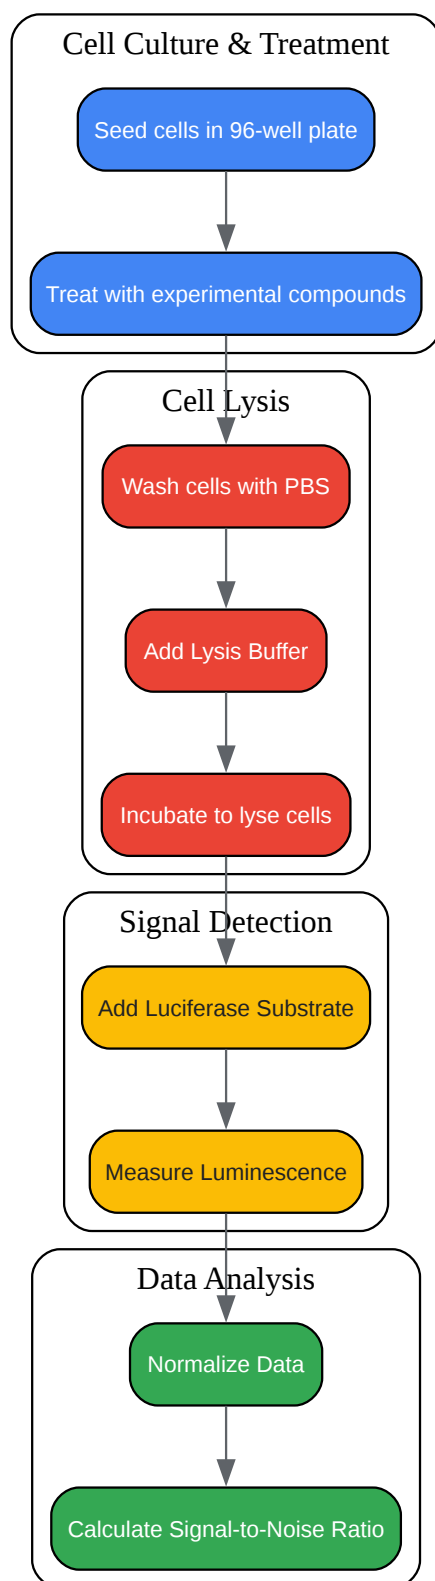 Cell Culture & Treatment
Seed cells in 96-well plate
Treat with experimental compounds
Cell Lysis
Wash cells with PBS
Add Lysis Buffer
Incubate to lyse cells
Signal Detection
Add Luciferase Substrate
Measure Luminescence
Data Analysis
Normalize Data
Calculate Signal-to-Noise Ratio